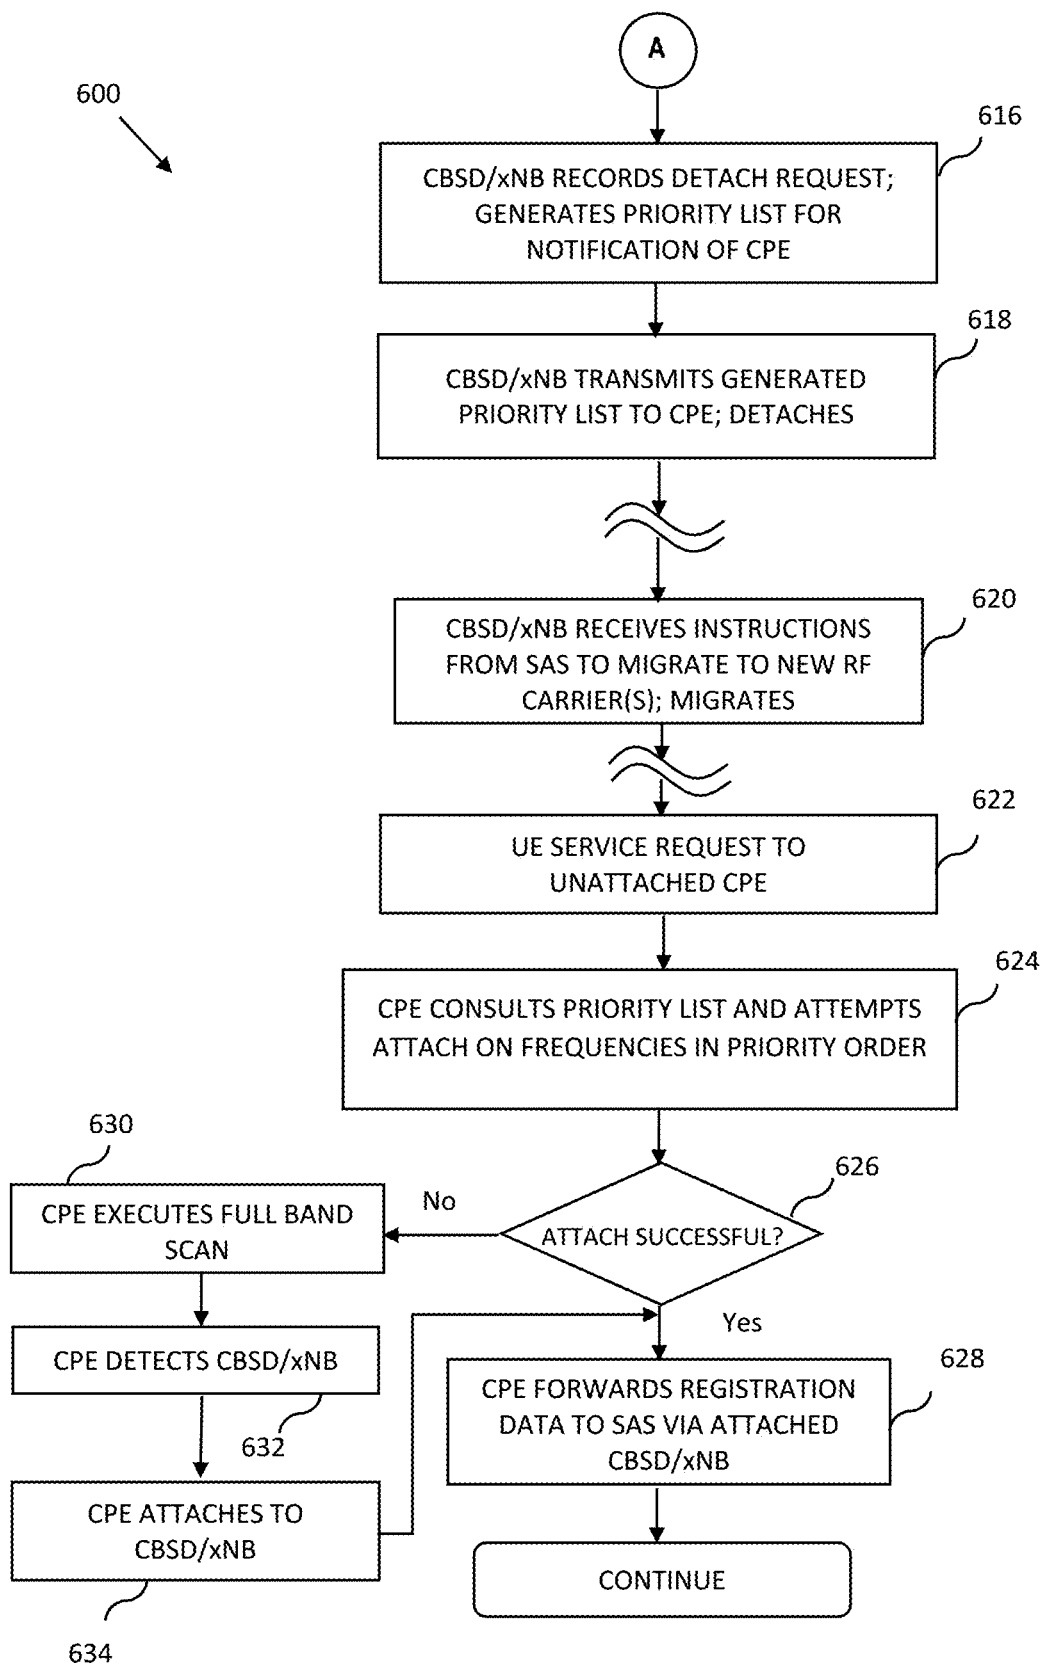 A
600
616
CBSD/xNB RECORDS DETACH REQUEST;
GENERATES PRIORITY LIST FOR
NOTIFICATION OF CPE
618
CBSD/xNB TRANSMITS GENERATED
PRIORITY LIST TO CPE; DETACHES
620
CBSD/xNB RECEIVES INSTRUCTIONS
FROM SAS TO MIGRATE TO NEW RF
CARRIER(S); MIGRATES
622
UE SERVICE REQUEST TO
UNATTACHED CPE
624
CPE CONSULTS PRIORITY LIST AND ATTEMPTS
ATTACH ON FREQUENCIES IN PRIORITY ORDER
626
ATTACH SUCCESSFUL?
No
630
CPE EXECUTES FULL BAND
SCAN
Yes
CPE DETECTS CBSD/xNB
632
628
CPE FORWARDS REGISTRATION
DATA TO SAS VIA ATTACHED
CBSD/xNB
CPE ATTACHES TO
CBSD/xNB
634
CONTINUE